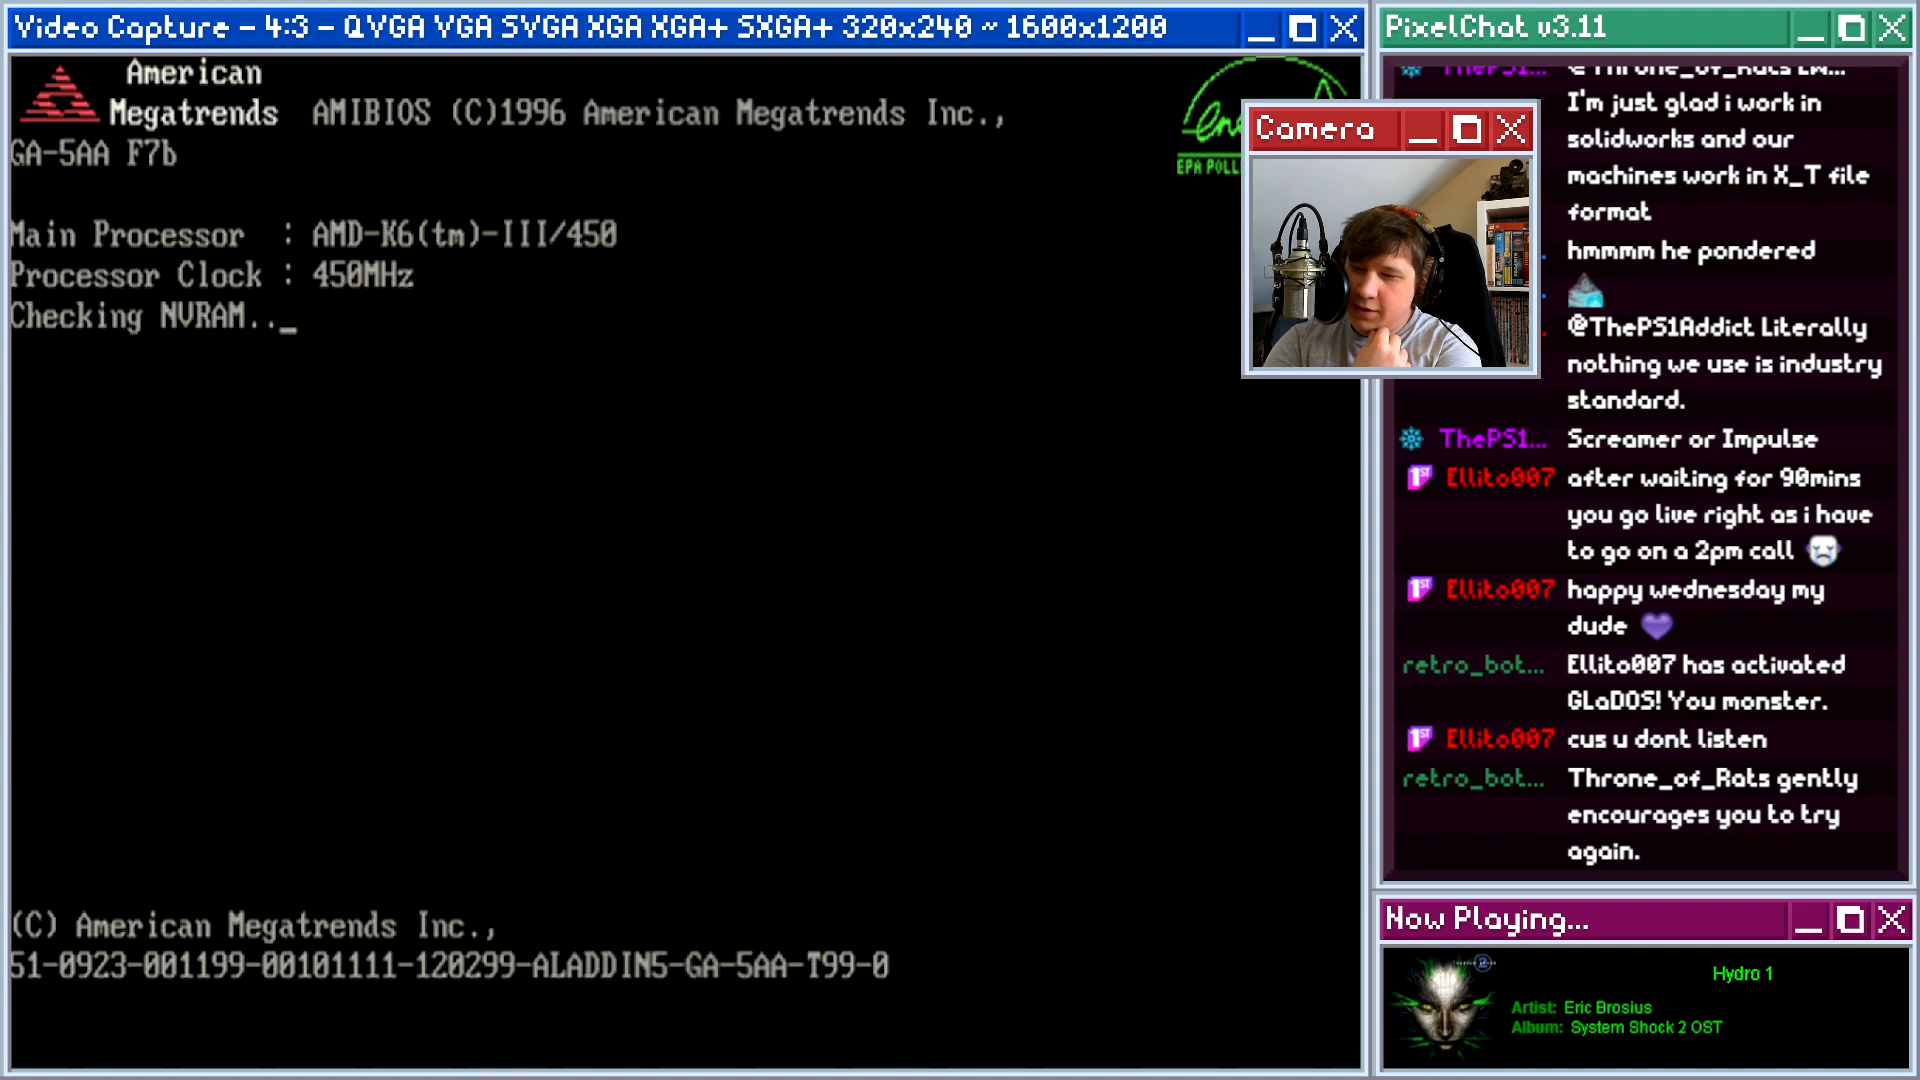 Video Capture - 4:3 - QVGA VGA SVGA XGA XGA+ SXGA+ 320x240 ~ 1600x1200
American
Megatrends AMIBIOS (C)1996 American Megatrends Inc.,
GA-5AA F7b
EPA POLL
Main Processor : AMD-K6(tm)-III/450
Processor Clock : 450MHz
Checking NVRAM.._
(C) American Megatrends Inc.,
51-0923-001199-00101111-120299-ALADDIN5-GA-5AA-T99-0
Camera
PixelChat v3.11
ThePS1...
I'm just glad i work in
solidworks and our
machines work in X_T file
format
hmmmm he pondered
@ThePS1Addict Literally
nothing we use is industry
standard.
ThePS1... Screamer or Impulse
1ST Ellito007 after waiting for 90mins
you go live right as i have
to go on a 2pm call
1ST Ellito007 happy wednesday my
dude
retro_bot... Ellito007 has activated
GLaDOS! You monster.
1ST Ellito007 cus u dont listen
retro_bot... Throne_of_Rats gently
encourages you to try
again.
Now Playing...
Hydro 1
Artist: Eric Brosius
Album: System Shock 2 OST